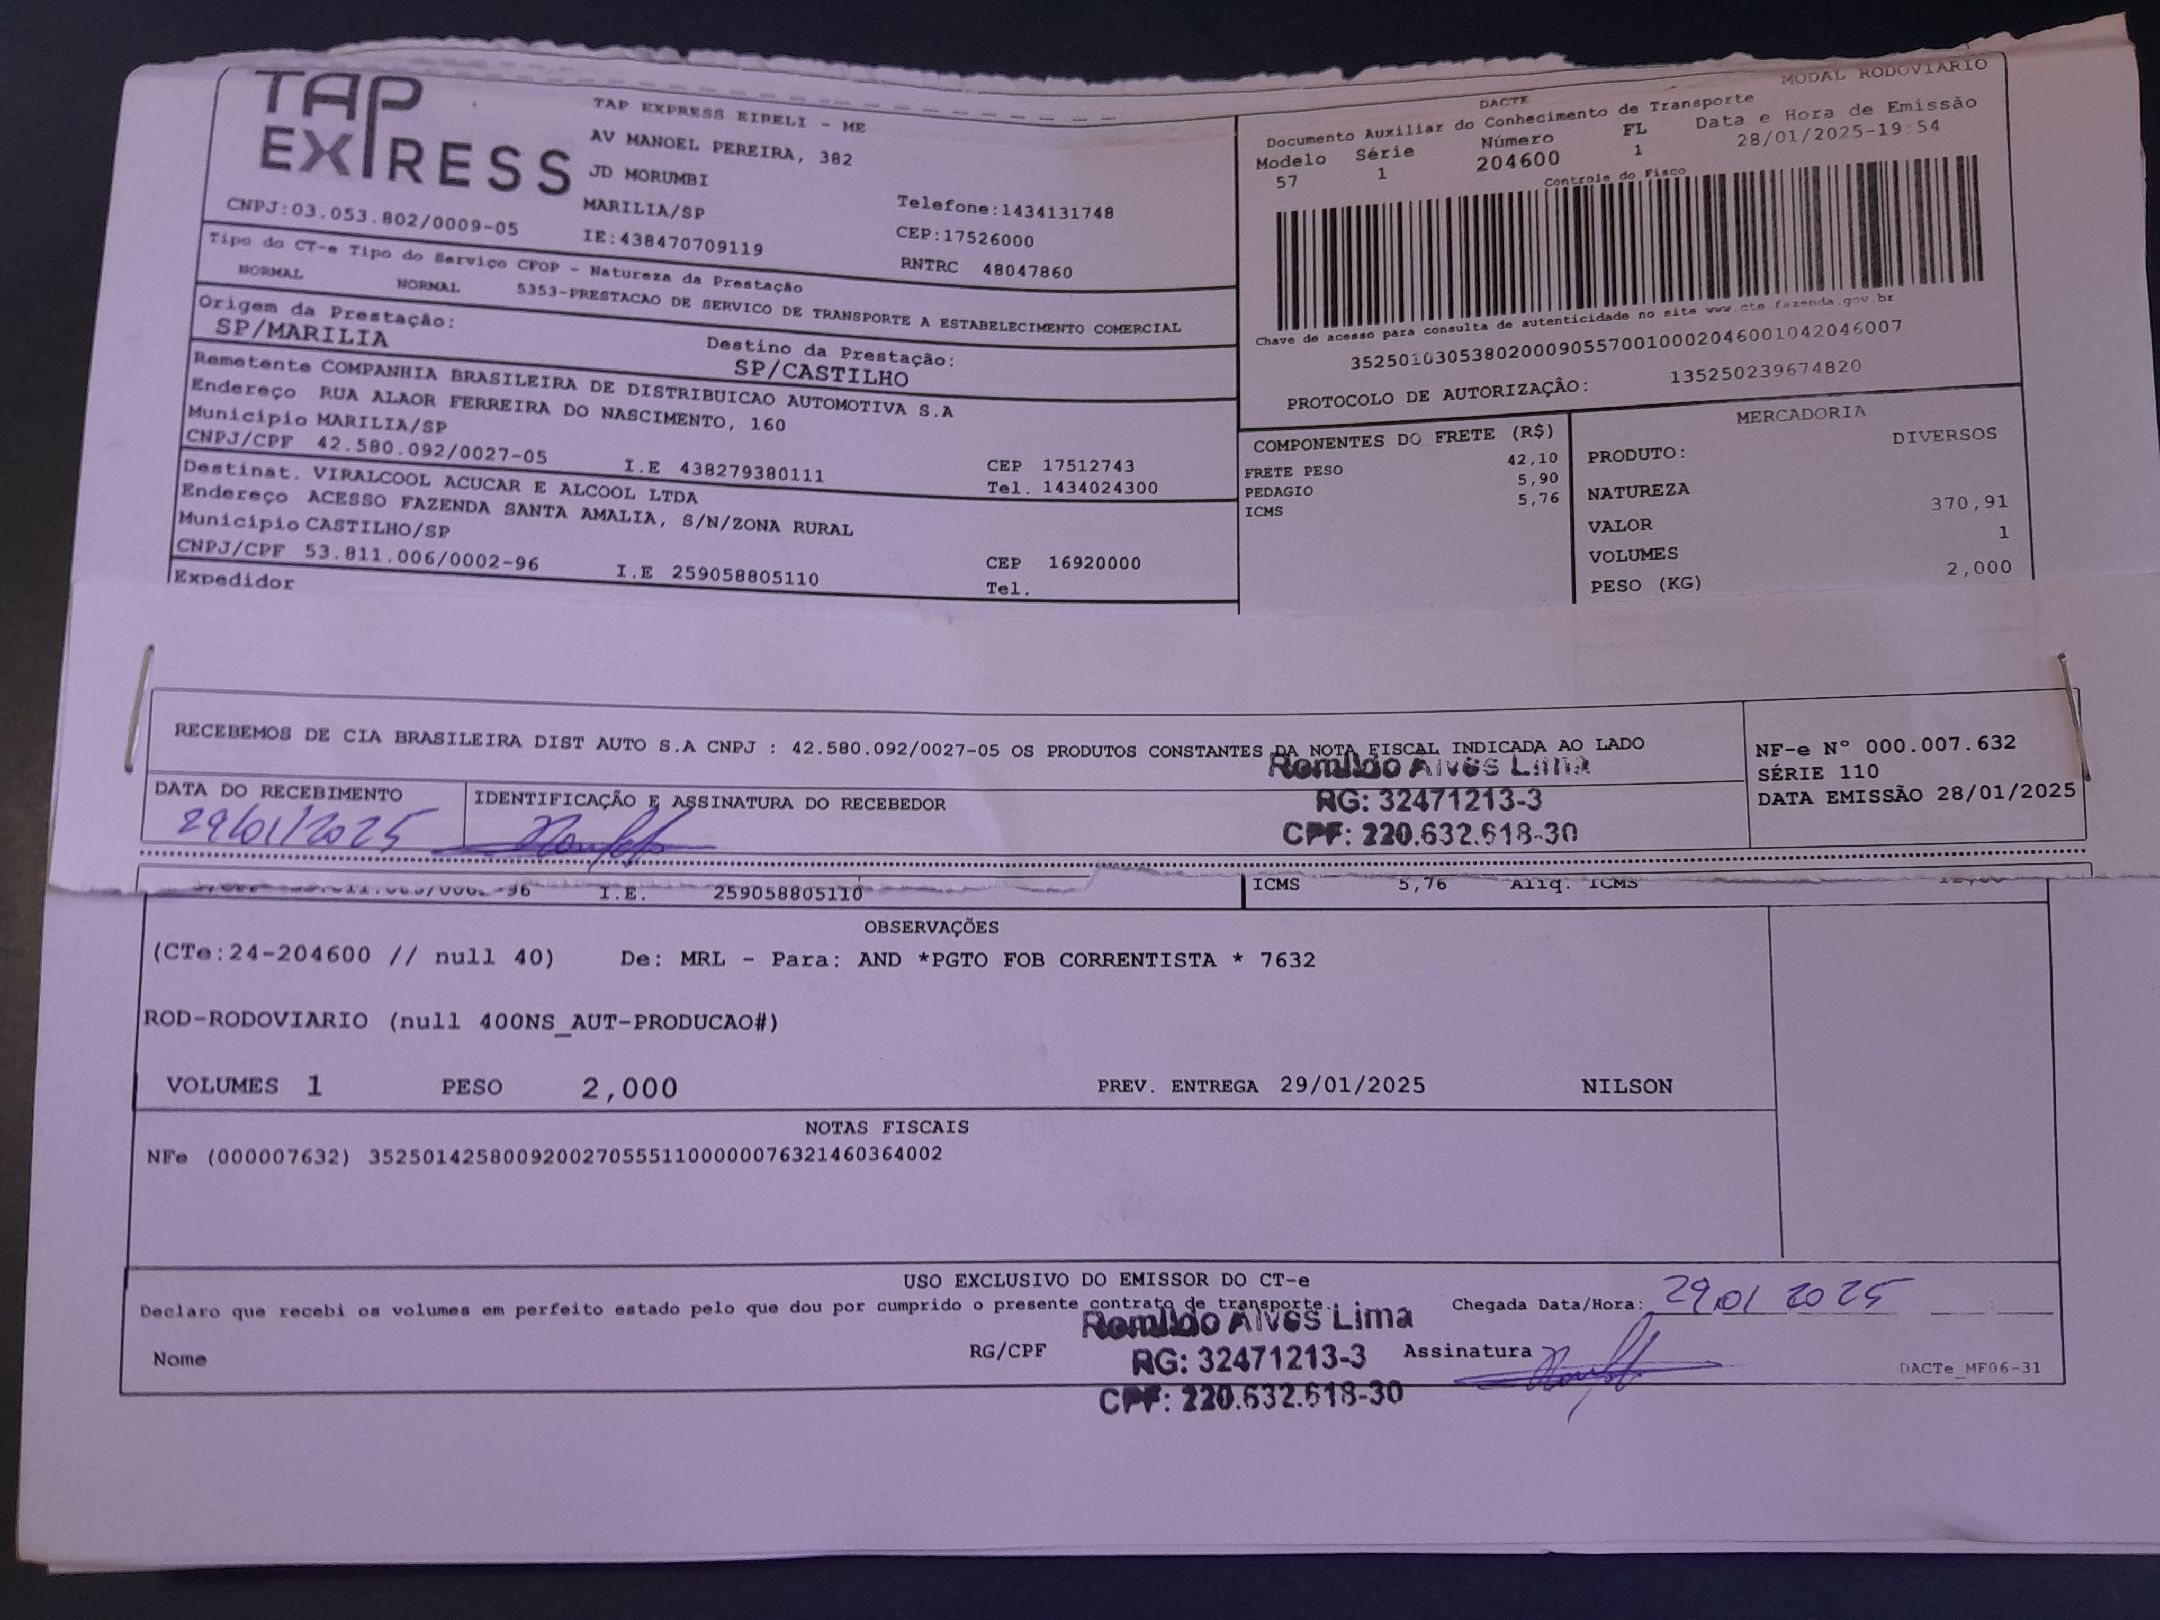 TAP EXPRESS
TAP EXPRESS EIRELI - ME
AV MANOEL PEREIRA, 382
JD MORUMBI
MARILIA/SP
Telefone:1434131748
CNPJ:03.053.802/0009-05
IE:438470709119
CEP:17526000
RNTRC 48047860
MODAL RODOVIARIO
DACTE
Documento Auxiliar do Conhecimento de Transporte
Modelo Série Número FL Data e Hora de Emissão
57 1 204600 1 28/01/2025-19:54
Controle do Fisco
Chave de acesso para consulta de autenticidade no site www.cte.fazenda.gov.br
35250103053802000905570010002046001042046007
PROTOCOLO DE AUTORIZAÇÃO: 135250239674820
Tipo do CT-e Tipo do Serviço CFOP - Natureza da Prestação
NORMAL NORMAL 5353-PRESTACAO DE SERVICO DE TRANSPORTE A ESTABELECIMENTO COMERCIAL
Origem da Prestação: Destino da Prestação:
SP/MARILIA SP/CASTILHO
Remetente COMPANHIA BRASILEIRA DE DISTRIBUICAO AUTOMOTIVA S.A
Endereço RUA ALAOR FERREIRA DO NASCIMENTO, 160
Município MARILIA/SP CEP 17512743
CNPJ/CPF 42.580.092/0027-05 I.E 438279380111 Tel. 1434024300
Destinat. VIRALCOOL ACUCAR E ALCOOL LTDA
Endereço ACESSO FAZENDA SANTA AMALIA, S/N/ZONA RURAL
Município CASTILHO/SP CEP 16920000
CNPJ/CPF 53.811.006/0002-96 I.E 259058805110 Tel.
Expedidor
COMPONENTES DO FRETE (R$)
FRETE PESO 42,10
PEDAGIO 5,90
ICMS 5,76
MERCADORIA
PRODUTO: DIVERSOS
NATUREZA
VALOR 370,91
VOLUMES 1
PESO (KG) 2,000
RECEBEMOS DE CIA BRASILEIRA DIST AUTO S.A CNPJ : 42.580.092/0027-05 OS PRODUTOS CONSTANTES DA NOTA FISCAL INDICADA AO LADO
NF-e Nº 000.007.632
SÉRIE 110
DATA EMISSÃO 28/01/2025
DATA DO RECEBIMENTO
29/01/2025
IDENTIFICAÇÃO E ASSINATURA DO RECEBEDOR
Romildo Alves Lima
RG: 32471213-3
CPF: 220.632.618-30
-96 I.E. 259058805110 ICMS 5,76 Aliq. ICMS
OBSERVAÇÕES
(CTe:24-204600 // null 40) De: MRL - Para: AND *PGTO FOB CORRENTISTA * 7632
ROD-RODOVIARIO (null 400NS_AUT-PRODUCAO#)
VOLUMES 1 PESO 2,000 PREV. ENTREGA 29/01/2025 NILSON
NOTAS FISCAIS
NFe (000007632) 35250142580092002705551100000076321460364002
USO EXCLUSIVO DO EMISSOR DO CT-e
Declaro que recebi os volumes em perfeito estado pelo que dou por cumprido o presente contrato de transporte.
Chegada Data/Hora: 29 01 2025
Romildo Alves Lima
Nome RG/CPF RG: 32471213-3 Assinatura
CPF: 220.632.618-30
DACTe_MF06-31